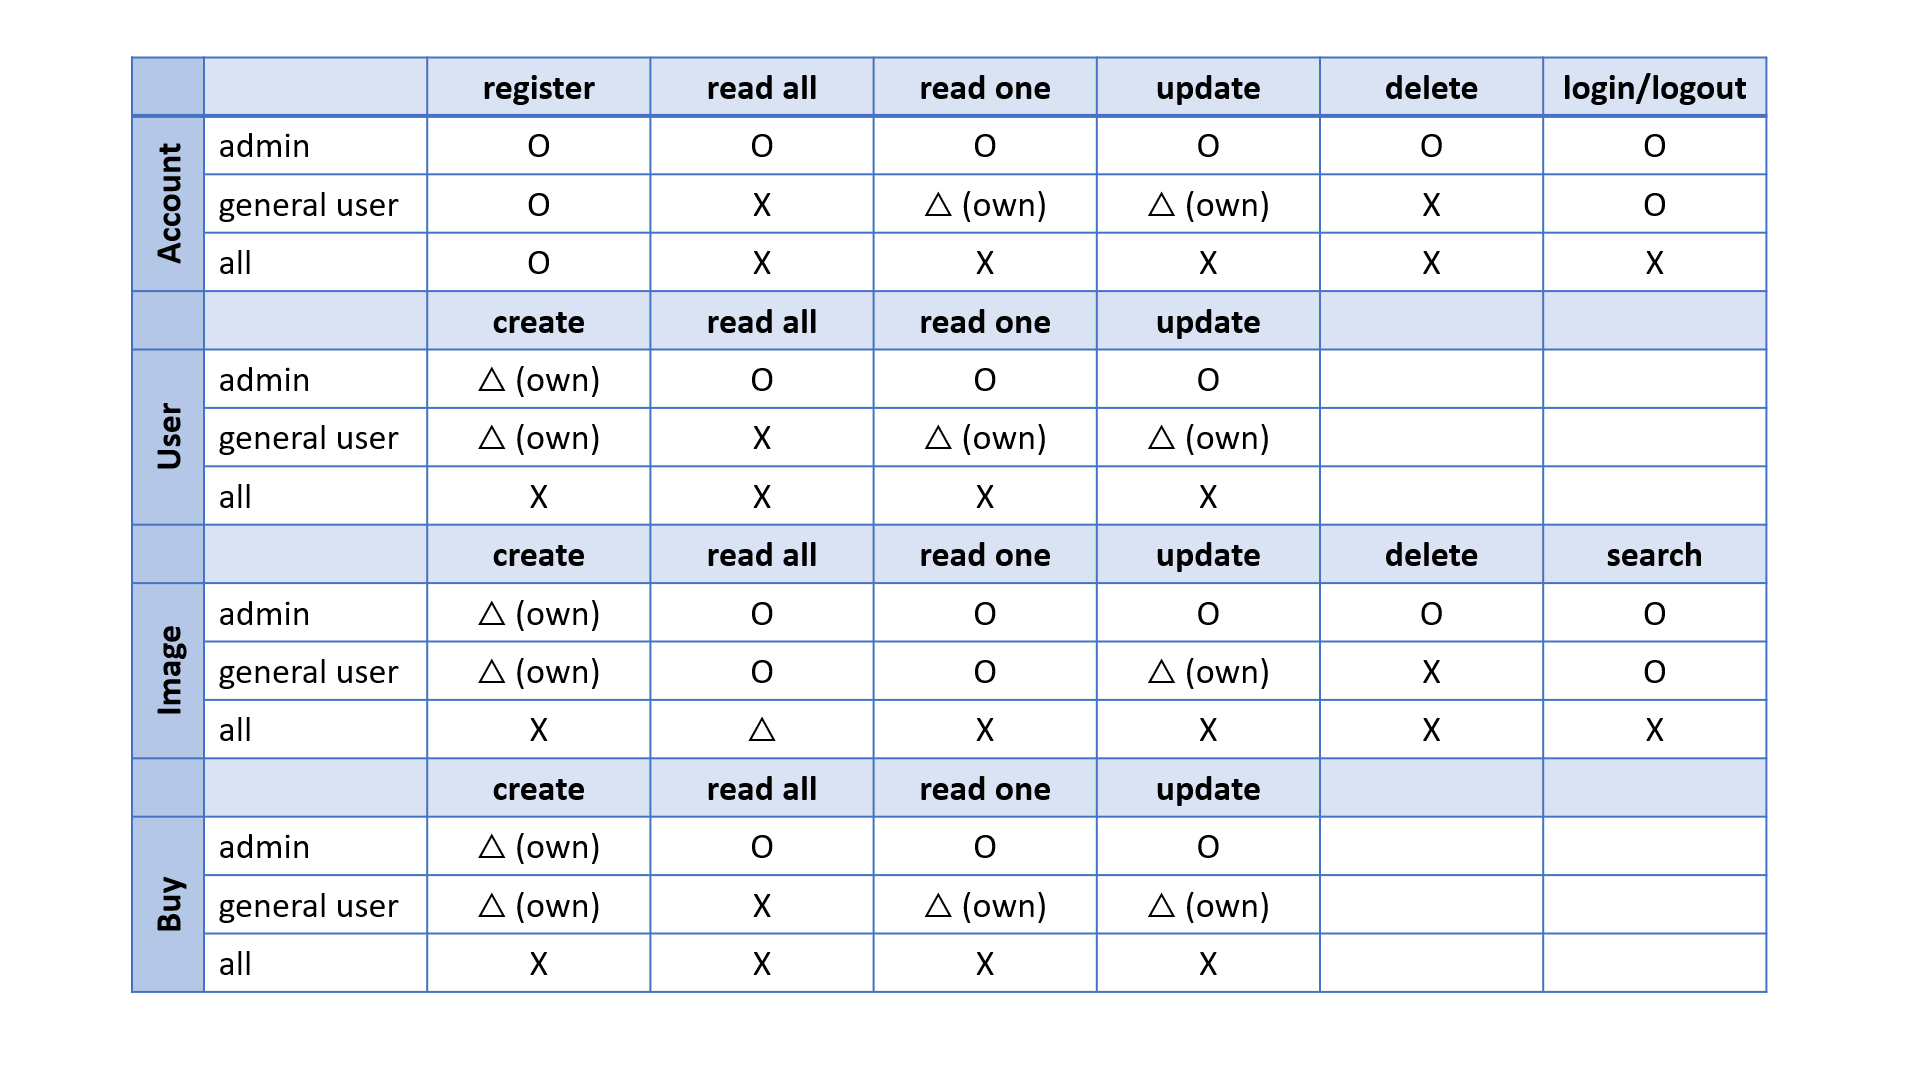 register read all read one update delete login/logout
Account
admin O O O O O O
general user O X △ (own) △ (own) X O
all O X X X X X
create read all read one update
User
admin △ (own) O O O
general user △ (own) X △ (own) △ (own)
all X X X X
create read all read one update delete search
Image
admin △ (own) O O O O O
general user △ (own) O O △ (own) X O
all X △ X X X X
create read all read one update
Buy
admin △ (own) O O O
general user △ (own) X △ (own) △ (own)
all X X X X